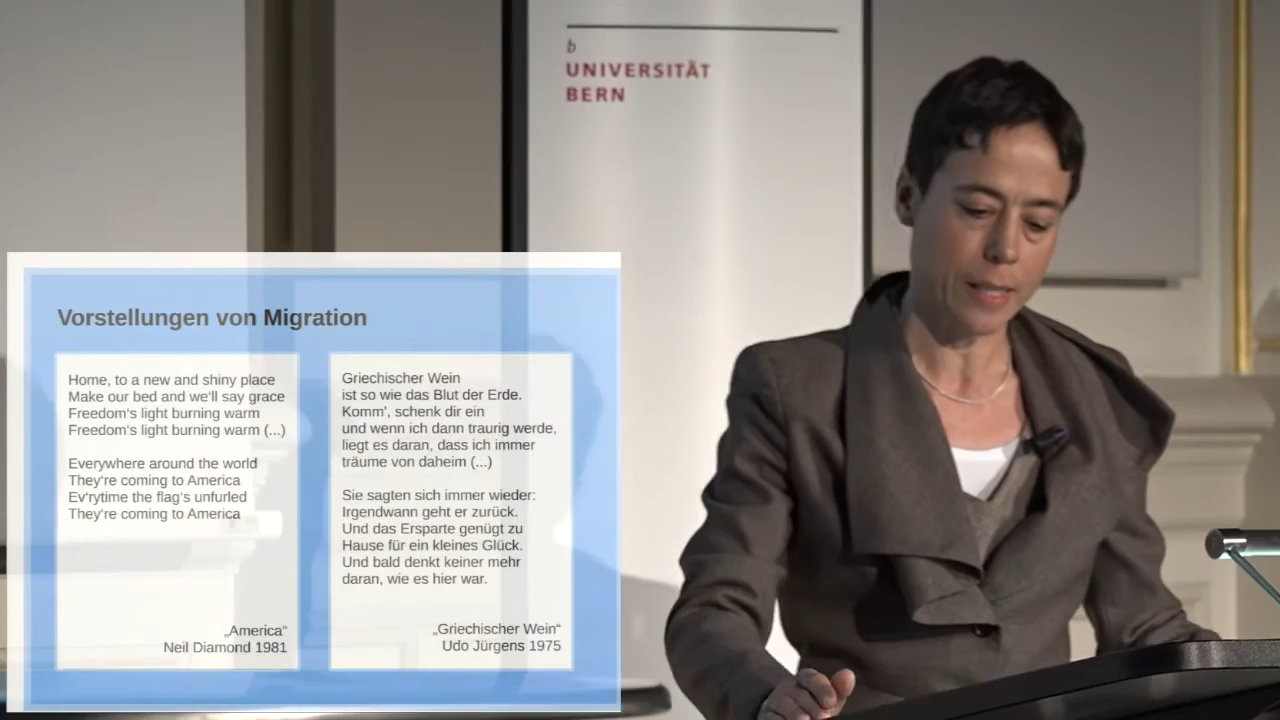 b
UNIVERSITÄT
BERN
Vorstellungen von Migration
Home, to a new and shiny place
Make our bed and we'll say grace
Freedom's light burning warm
Freedom's light burning warm (...)
Everywhere around the world
They're coming to America
Ev'rytime the flag's unfurled
They're coming to America
„America“
Neil Diamond 1981
Griechischer Wein
ist so wie das Blut der Erde.
Komm', schenk dir ein
und wenn ich dann traurig werde,
liegt es daran, dass ich immer
träume von daheim (...)
Sie sagten sich immer wieder:
Irgendwann geht er zurück.
Und das Ersparte genügt zu
Hause für ein kleines Glück.
Und bald denkt keiner mehr
daran, wie es hier war.
„Griechischer Wein“
Udo Jürgens 1975